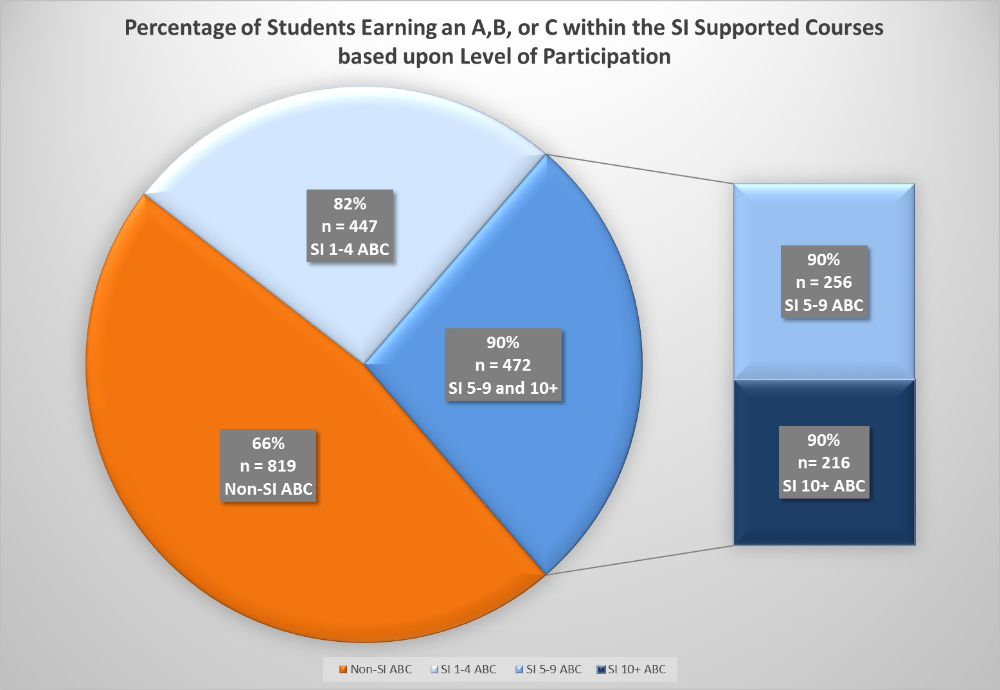 Percentage of Students Earning an A,B, or C within the SI Supported Courses
based upon Level of Participation
82%
n = 447
SI 1-4 ABC
90%
n = 256
SI 5-9 ABC
90%
n = 472
SI 5-9 and 10+
66%
n = 819
Non-SI ABC
90%
n= 216
SI 10+ ABC
Non-SI ABC SI 1-4 ABC SI 5-9 ABC SI 10+ ABC